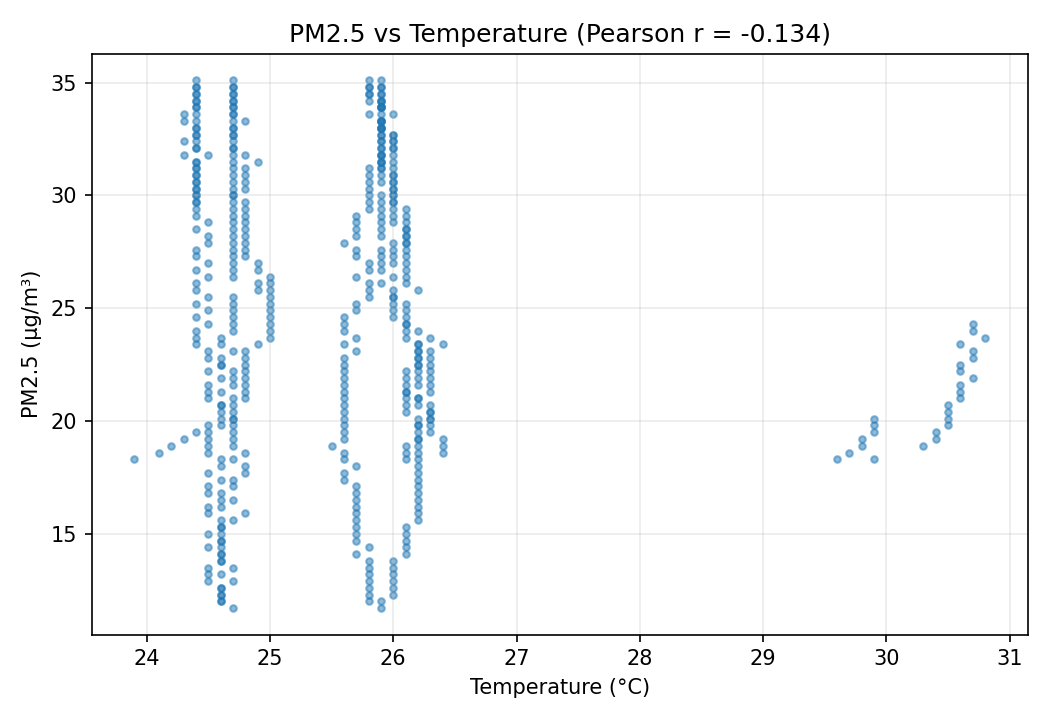 PM2.5 vs Temperature (Pearson r = -0.134)
PM2.5 (µg/m³)
35
30
25
20
15
24 25 26 27 28 29 30 31
Temperature (°C)